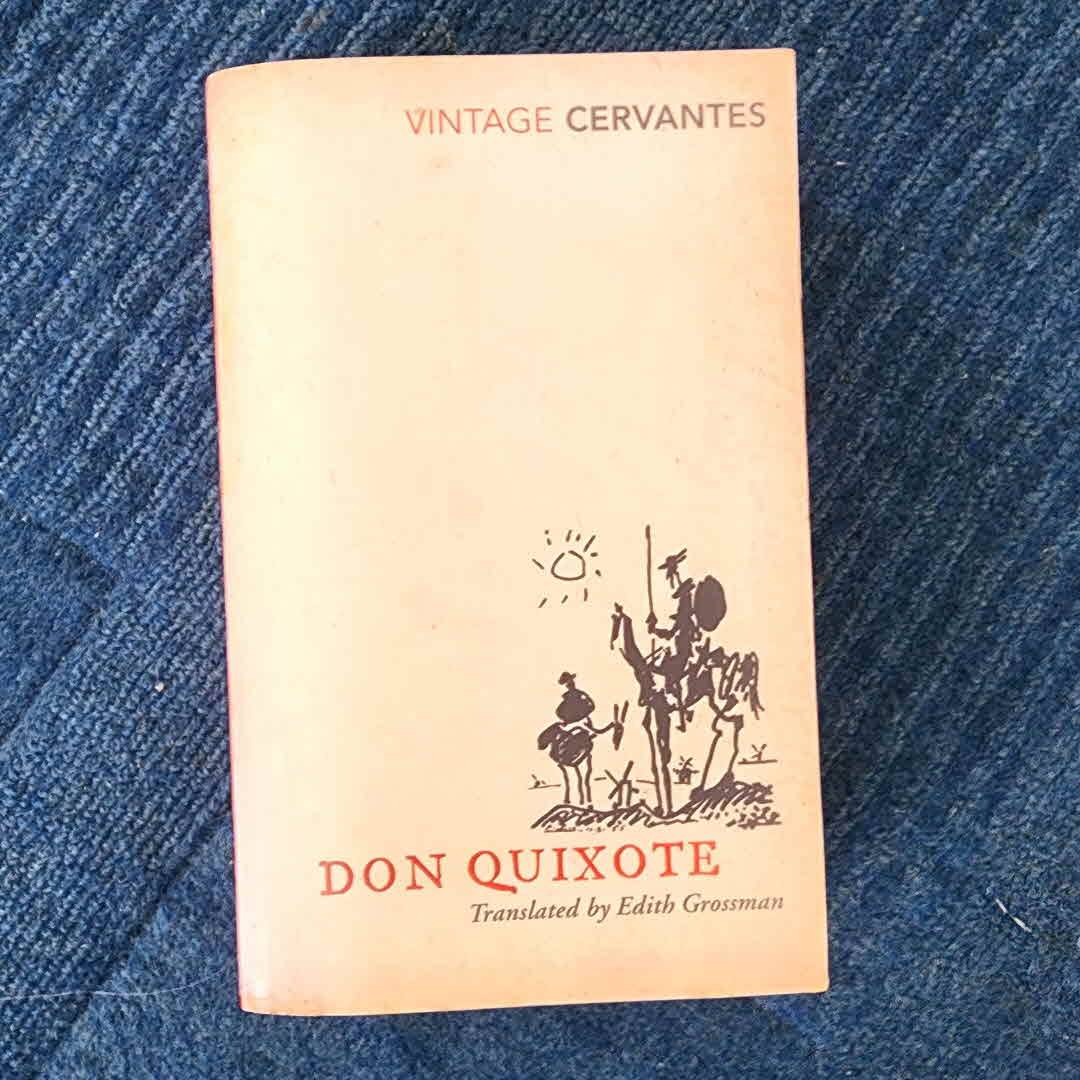 VINTAGE CERVANTES
DON QUIXOTE
Translated by Edith Grossman